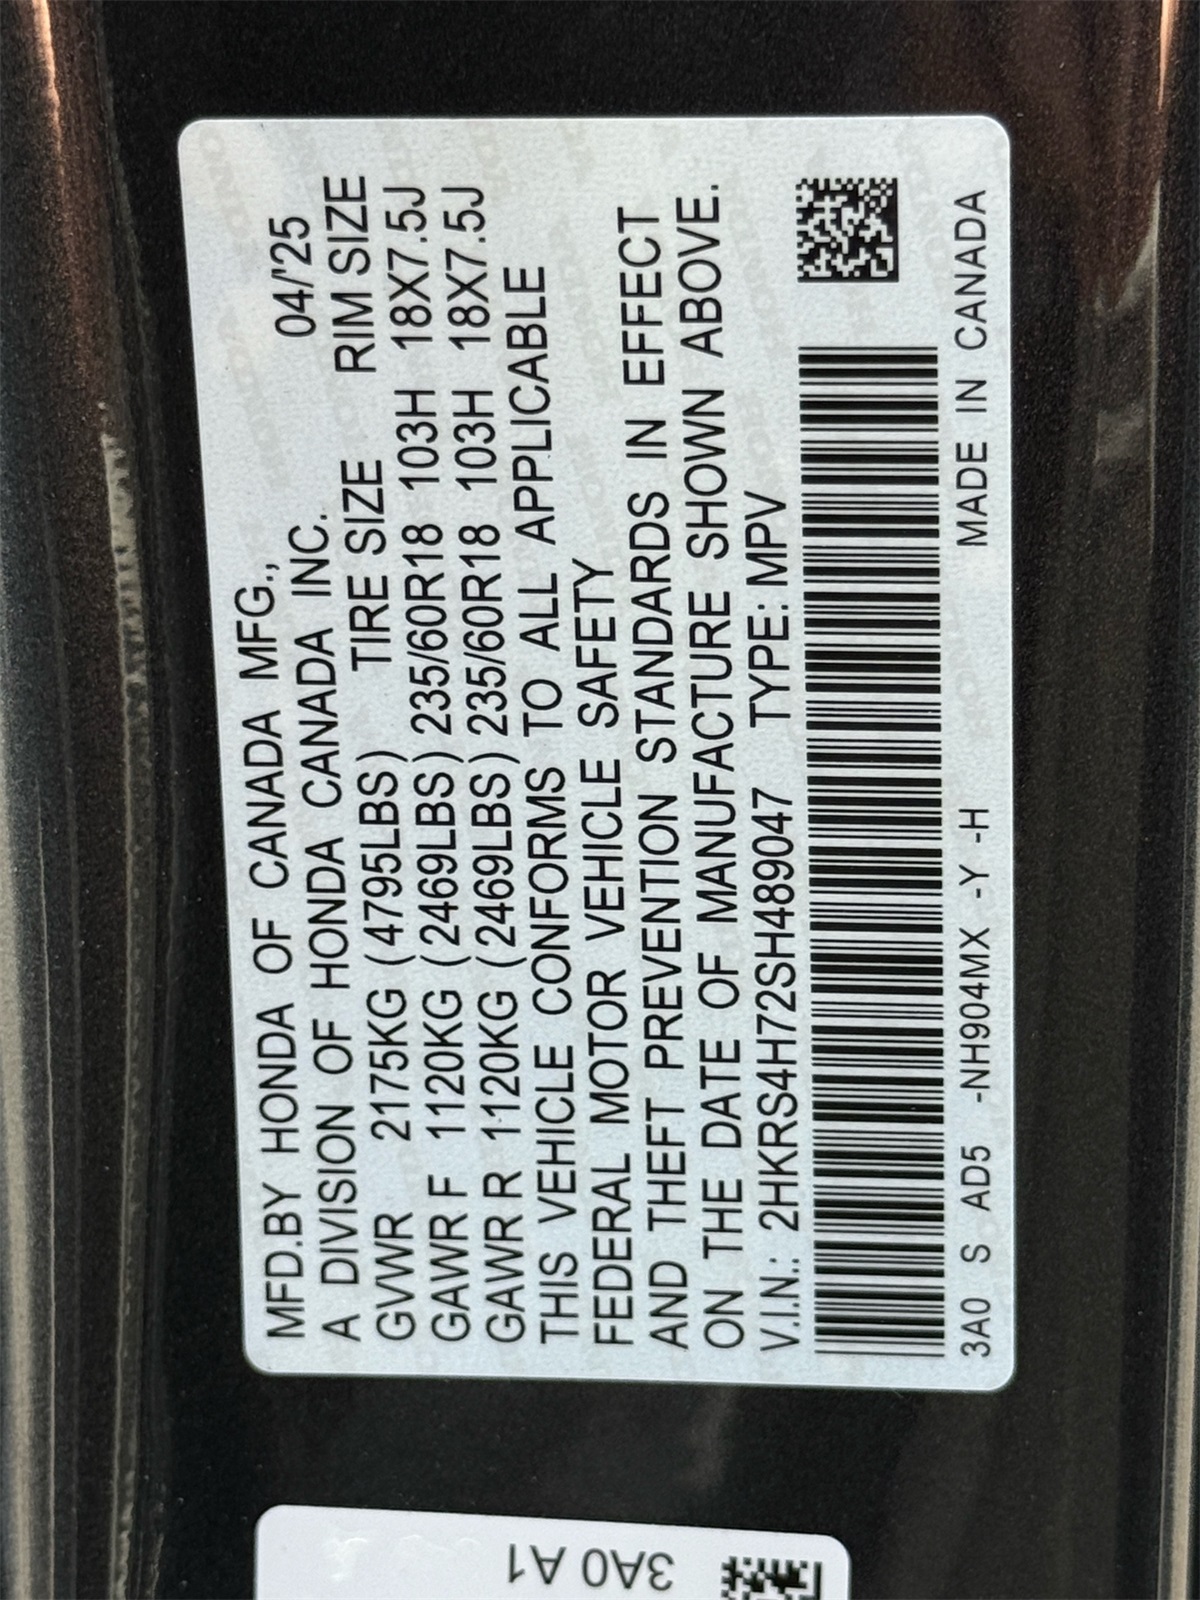 MFD.BY HONDA OF CANADA MFG.,
A DIVISION OF HONDA CANADA INC. 04/'25
GVWR 2175KG (4795LBS) TIRE SIZE RIM SIZE
GAWR F 1120KG (2469LBS) 235/60R18 103H 18X7.5J
GAWR R 1120KG (2469LBS) 235/60R18 103H 18X7.5J
THIS VEHICLE CONFORMS TO ALL APPLICABLE
FEDERAL MOTOR VEHICLE SAFETY
AND THEFT PREVENTION STANDARDS IN EFFECT
ON THE DATE OF MANUFACTURE SHOWN ABOVE.
V.I.N.: 2HKRS4H72SH489047 TYPE: MPV
3A0 S AD5 -NH904MX -Y -H MADE IN CANADA
3A0 A1